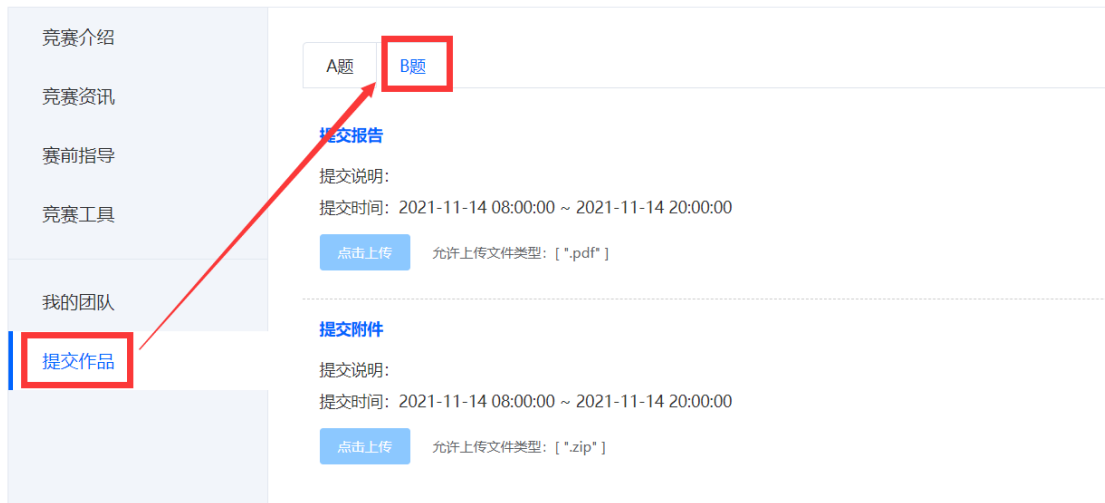 竞赛介绍
竞赛资讯
赛前指导
竞赛工具
我的团队
提交作品
A题
B题
提交报告
提交说明：
提交时间：2021-11-14 08:00:00 ~ 2021-11-14 20:00:00
点击上传 允许上传文件类型：[ ".pdf" ]
提交附件
提交说明：
提交时间：2021-11-14 08:00:00 ~ 2021-11-14 20:00:00
点击上传 允许上传文件类型：[ ".zip" ]